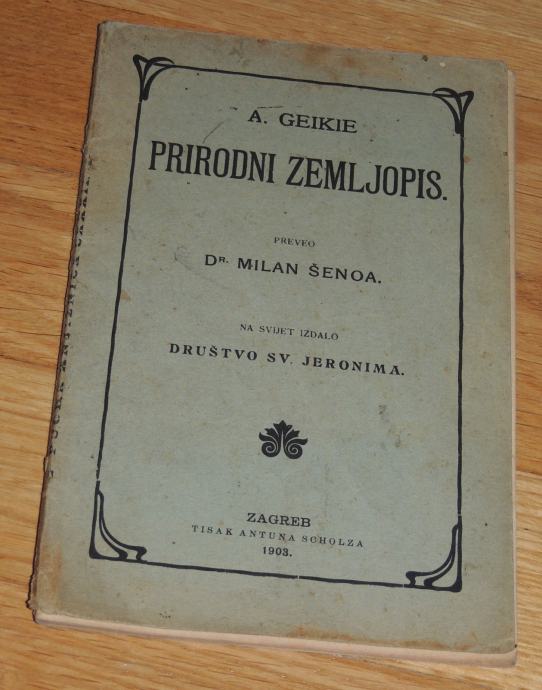 A. GEIKIE
PRIRODNI ZEMLJOPIS.
PREVEO
DR. MILAN ŠENOA.
NA SVIJET IZDALO
DRUŠTVO SV. JERONIMA.
ZAGREB
TISAK ANTUNA SCHOLZA
1903.